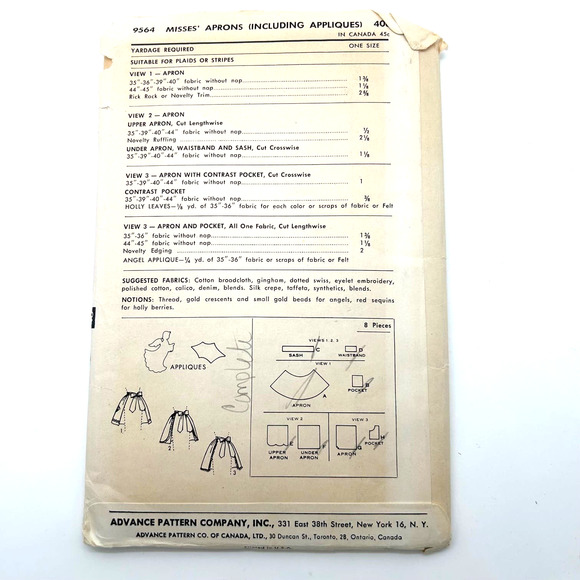 9564 MISSES' APRONS (INCLUDING APPLIQUES) 40¢
IN CANADA 45¢
YARDAGE REQUIRED ONE SIZE
SUITABLE FOR PLAIDS OR STRIPES
VIEW 1 — APRON
35"-36"-39"-40" fabric without nap 1⅜
44"-45" fabric without nap 1⅛
Rick Rack or Novelty Trim 2⅝
VIEW 2 — APRON
UPPER APRON, Cut Lengthwise
35"-39"-40-44" fabric without nap ½
Novelty Ruffling 2⅛
UNDER APRON, WAISTBAND AND SASH, Cut Crosswise
35"-39"-40-44" fabric without nap 1⅛
VIEW 3 — APRON WITH CONTRAST POCKET, Cut Crosswise
35"-39"-40-44" fabric without nap 1
CONTRAST POCKET
35"-39"-40-44" fabric without nap ⅜
HOLLY LEAVES—⅛ yd. of 35"-36" fabric for each color or scraps of fabric or Felt
VIEW 3 — APRON AND POCKET, All One Fabric, Cut Lengthwise
35"-36" fabric without nap 1⅜
44"-45" fabric without nap 1⅛
Novelty Edging 2
ANGEL APPLIQUE—¼ yd. of 35"-36" fabric or scraps of fabric or Felt
SUGGESTED FABRICS: Cotton broadcloth, gingham, dotted swiss, eyelet embroidery,
polished cotton, calico, denim, blends. Silk crepe, taffeta, synthetics, blends.
NOTIONS: Thread, gold crescents and small gold beads for angels, red sequins
for holly berries.
8 Pieces
APPLIQUES
Complete
1
2
3
VIEWS 1, 2, 3
C
SASH
D
WAISTBAND
VIEW 1
APRON
A
B
POCKET
VIEW 2
E
UPPER
APRON
F
UNDER
APRON
VIEW 3
G
APRON
H
POCKET
ADVANCE PATTERN COMPANY, INC., 331 East 38th Street, New York 16, N. Y.
ADVANCE PATTERN CO. OF CANADA, LTD., 30 Duncan St., Toronto, 2B, Ontario, Canada